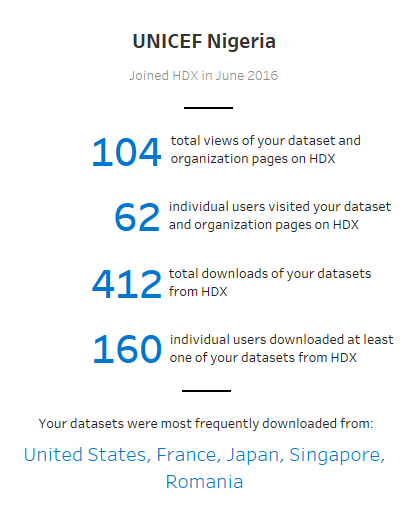 UNICEF Nigeria
Joined HDX in June 2016
104 total views of your dataset and
organization pages on HDX
62 individual users visited your dataset
and organization pages on HDX
412 total downloads of your datasets
from HDX
160 individual users downloaded at least
one of your datasets from HDX
Your datasets were most frequently downloaded from:
United States, France, Japan, Singapore,
Romania